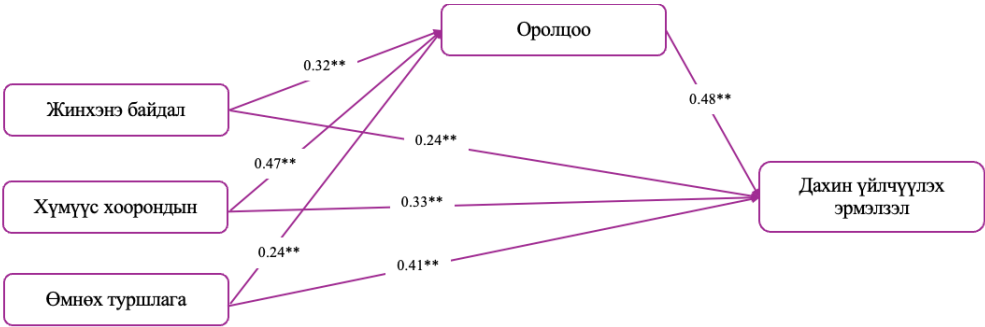 Оролцоо
0.32**
Жинхэнэ байдал
0.48**
0.24**
0.47**
Хүмүүс хоорондын
0.33**
Дахин үйлчүүлэх
эрмэлзэл
0.24**
0.41**
Өмнөх туршлага